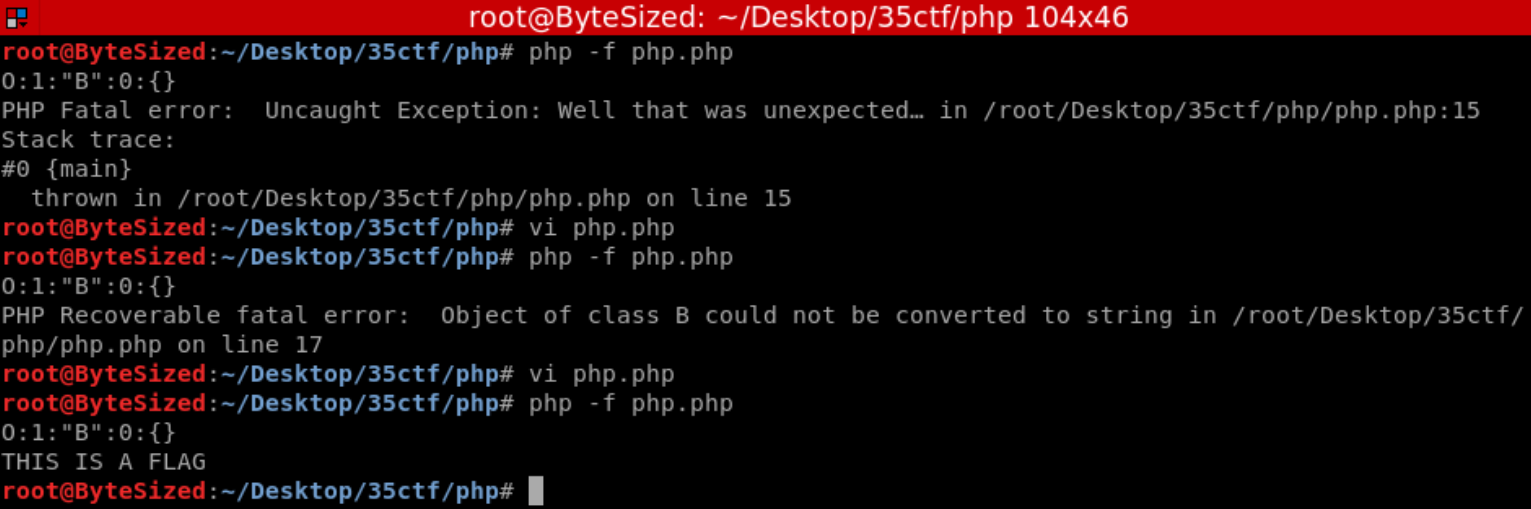 root@ByteSized: ~/Desktop/35ctf/php 104x46
root@ByteSized:~/Desktop/35ctf/php# php -f php.php
O:1:"B":0:{}
PHP Fatal error:  Uncaught Exception: Well that was unexpected… in /root/Desktop/35ctf/php/php.php:15
Stack trace:
#0 {main}
  thrown in /root/Desktop/35ctf/php/php.php on line 15
root@ByteSized:~/Desktop/35ctf/php# vi php.php
root@ByteSized:~/Desktop/35ctf/php# php -f php.php
O:1:"B":0:{}
PHP Recoverable fatal error:  Object of class B could not be converted to string in /root/Desktop/35ctf/
php/php.php on line 17
root@ByteSized:~/Desktop/35ctf/php# vi php.php
root@ByteSized:~/Desktop/35ctf/php# php -f php.php
O:1:"B":0:{}
THIS IS A FLAG
root@ByteSized:~/Desktop/35ctf/php#